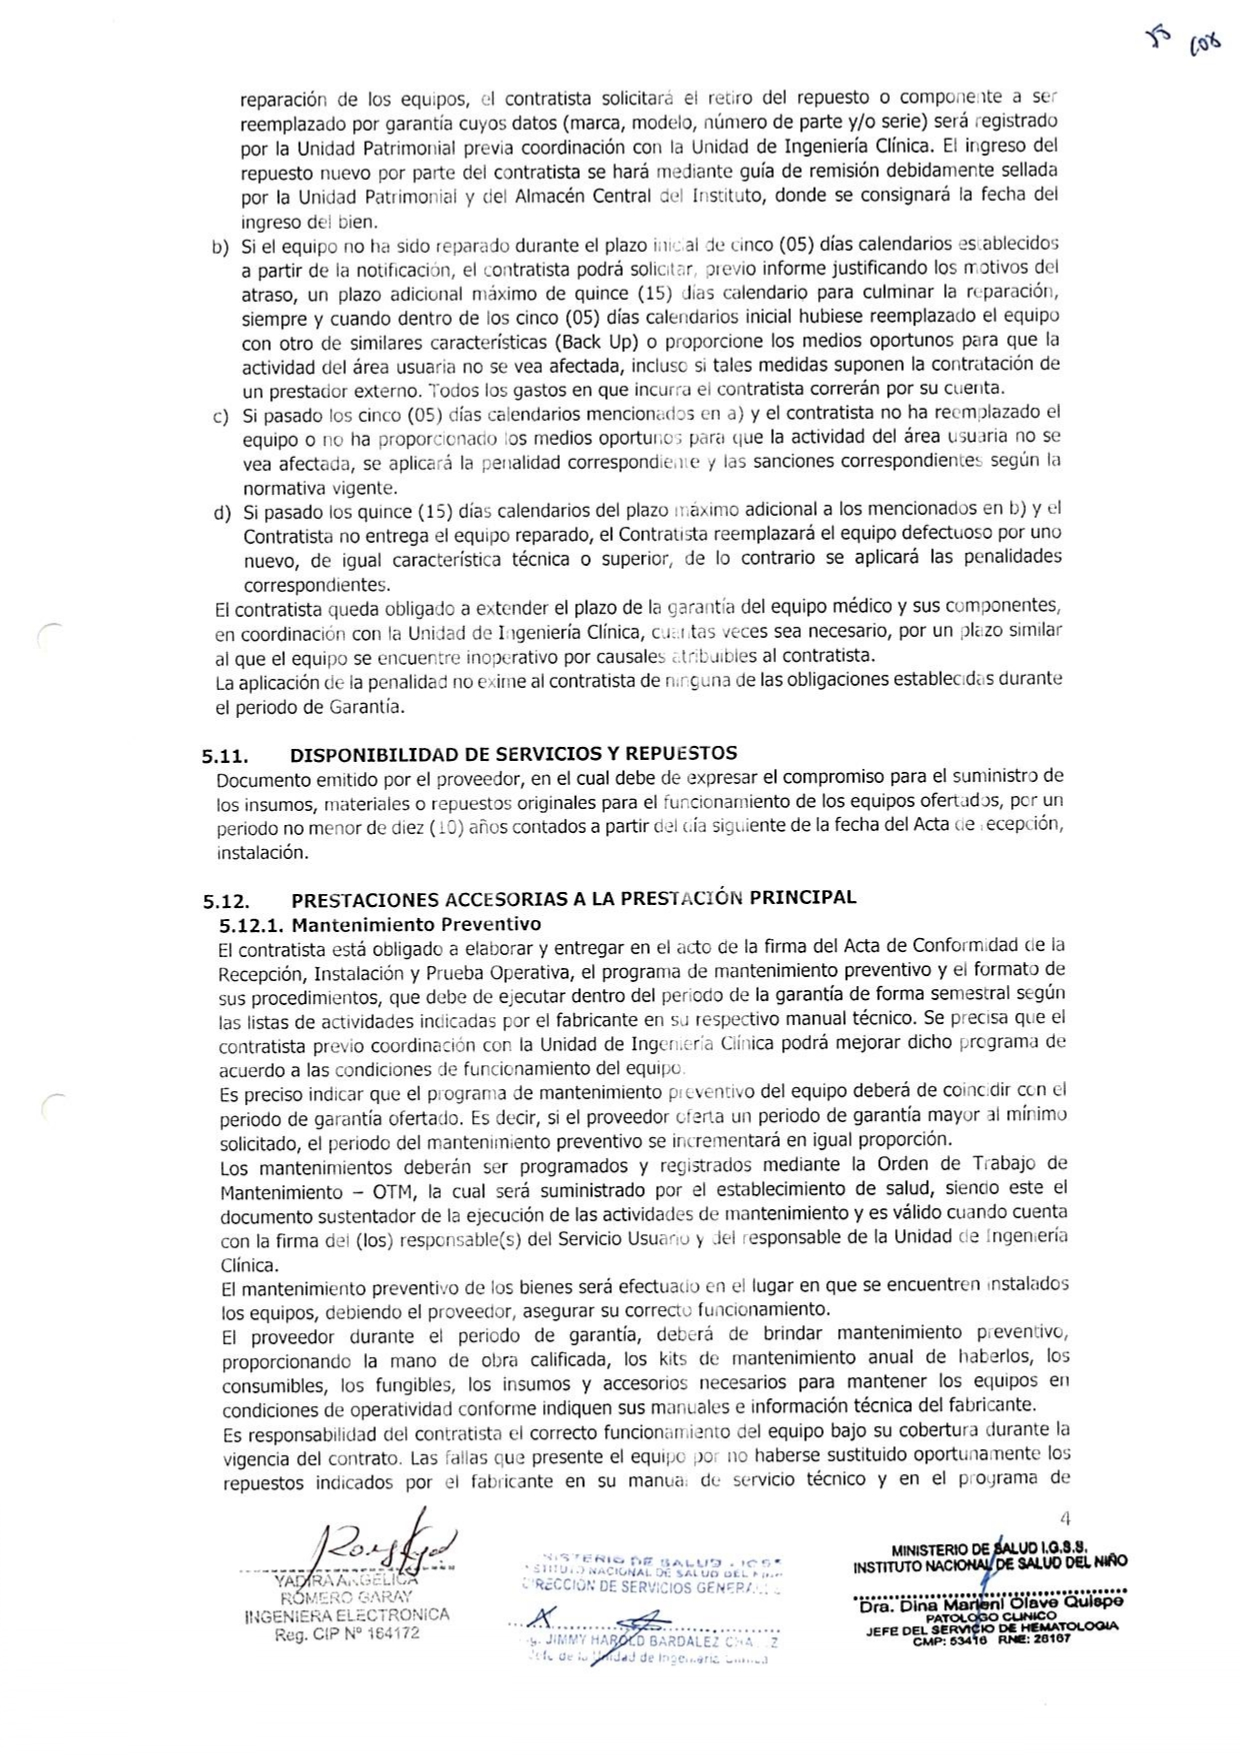 reparación de los equipos, el contratista solicitará el retiro del repuesto o componente a ser
reemplazado por garantía cuyos datos (marca, modelo, número de parte y/o serie) será registrado
por la Unidad Patrimonial previa coordinación con la Unidad de Ingeniería Clínica. El ingreso del
repuesto nuevo por parte del contratista se hará mediante guía de remisión debidamente sellada
por la Unidad Patrimonial y del Almacén Central del Instituto, donde se consignará la fecha del
ingreso del bien.
b) Si el equipo no ha sido reparado durante el plazo inicial de cinco (05) días calendarios establecidos
a partir de la notificación, el contratista podrá solicitar, previo informe justificando los motivos del
atraso, un plazo adicional máximo de quince (15) días calendario para culminar la reparación,
siempre y cuando dentro de los cinco (05) días calendarios inicial hubiese reemplazado el equipo
con otro de similares características (Back Up) o proporcione los medios oportunos para que la
actividad del área usuaria no se vea afectada, incluso si tales medidas suponen la contratación de
un prestador externo. Todos los gastos en que incurra el contratista correrán por su cuenta.
c) Si pasado los cinco (05) días calendarios mencionados en a) y el contratista no ha reemplazado el
equipo o no ha proporcionado los medios oportunos para que la actividad del área usuaria no se
vea afectada, se aplicará la penalidad correspondiente y las sanciones correspondientes según la
normativa vigente.
d) Si pasado los quince (15) días calendarios del plazo máximo adicional a los mencionados en b) y el
Contratista no entrega el equipo reparado, el Contratista reemplazará el equipo defectuoso por uno
nuevo, de igual característica técnica o superior, de lo contrario se aplicará las penalidades
correspondientes.
El contratista queda obligado a extender el plazo de la garantía del equipo médico y sus componentes,
en coordinación con la Unidad de Ingeniería Clínica, cuantas veces sea necesario, por un plazo similar
al que el equipo se encuentre inoperativo por causales atribuibles al contratista.
La aplicación de la penalidad no exime al contratista de ninguna de las obligaciones establecidas durante
el periodo de Garantía.
5.11. DISPONIBILIDAD DE SERVICIOS Y REPUESTOS
Documento emitido por el proveedor, en el cual debe de expresar el compromiso para el suministro de
los insumos, materiales o repuestos originales para el funcionamiento de los equipos ofertados, por un
periodo no menor de diez (10) años contados a partir del día siguiente de la fecha del Acta de recepción,
instalación.
5.12. PRESTACIONES ACCESORIAS A LA PRESTACIÓN PRINCIPAL
5.12.1. Mantenimiento Preventivo
El contratista está obligado a elaborar y entregar en el acto de la firma del Acta de Conformidad de la
Recepción, Instalación y Prueba Operativa, el programa de mantenimiento preventivo y el formato de
sus procedimientos, que debe de ejecutar dentro del periodo de la garantía de forma semestral según
las listas de actividades indicadas por el fabricante en su respectivo manual técnico. Se precisa que el
contratista previo coordinación con la Unidad de Ingeniería Clínica podrá mejorar dicho programa de
acuerdo a las condiciones de funcionamiento del equipo.
Es preciso indicar que el programa de mantenimiento preventivo del equipo deberá de coincidir con el
periodo de garantía ofertado. Es decir, si el proveedor oferta un periodo de garantía mayor al mínimo
solicitado, el periodo del mantenimiento preventivo se incrementará en igual proporción.
Los mantenimientos deberán ser programados y registrados mediante la Orden de Trabajo de
Mantenimiento – OTM, la cual será suministrado por el establecimiento de salud, siendo este el
documento sustentador de la ejecución de las actividades de mantenimiento y es válido cuando cuenta
con la firma del (los) responsable(s) del Servicio Usuario y del responsable de la Unidad de Ingeniería
Clínica.
El mantenimiento preventivo de los bienes será efectuado en el lugar en que se encuentren instalados
los equipos, debiendo el proveedor, asegurar su correcto funcionamiento.
El proveedor durante el periodo de garantía, deberá de brindar mantenimiento preventivo,
proporcionando la mano de obra calificada, los kits de mantenimiento anual de haberlos, los
consumibles, los fungibles, los insumos y accesorios necesarios para mantener los equipos en
condiciones de operatividad conforme indiquen sus manuales e información técnica del fabricante.
Es responsabilidad del contratista el correcto funcionamiento del equipo bajo su cobertura durante la
vigencia del contrato. Las fallas que presente el equipo por no haberse sustituido oportunamente los
repuestos indicados por el fabricante en su manual de servicio técnico y en el programa de
4
YADIRA ANGELICA
ROMERO GARAY
INGENIERA ELECTRONICA
Reg. CIP Nº 164172
MINISTERIO DE SALUD
INSTITUTO NACIONAL DE SALUD DEL
DIRECCIÓN DE SERVICIOS GENERALES
JIMMY HAROLD BARDALEZ
Jefe de la Unidad de Ingeniería Clínica
MINISTERIO DE SALUD I.G.S.S.
INSTITUTO NACIONAL DE SALUD DEL NIÑO
Dra. Dina Marleni Olave Quispe
PATOLOGO CLINICO
JEFE DEL SERVICIO DE HEMATOLOGIA
CMP: 53416 RNE: 28167